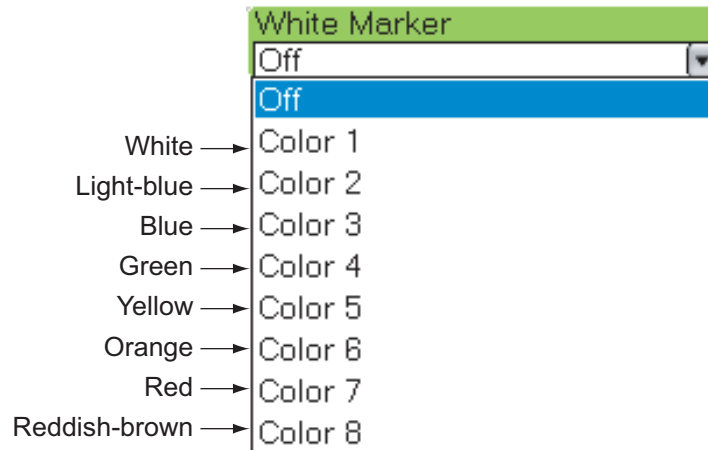 White Marker
Off
Off
White Color 1
Light-blue Color 2
Blue Color 3
Green Color 4
Yellow Color 5
Orange Color 6
Red Color 7
Reddish-brown Color 8